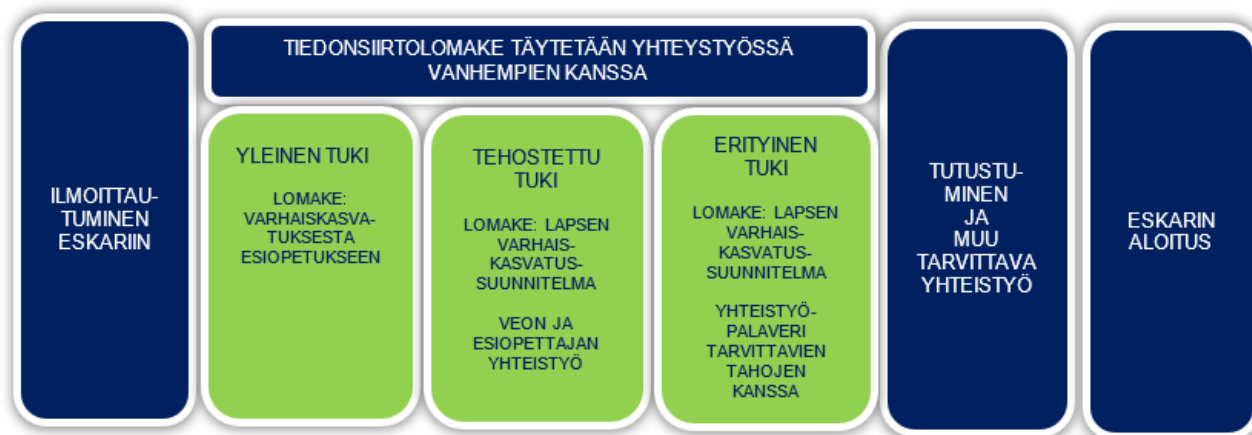 ILMOITTAU-
TUMINEN
ESKARIIN
TIEDONSIIRTOLOMAKE TÄYTETÄÄN YHTEYSTYÖSSÄ
VANHEMPIEN KANSSA
YLEINEN TUKI
LOMAKE:
VARHAISKASVA-
TUKSESTA
ESIOPETUKSEEN
TEHOSTETTU
TUKI
LOMAKE: LAPSEN
VARHAIS-
KASVATUS-
SUUNNITELMA
VEON JA
ESIOPETTAJAN
YHTEISTYÖ
ERITYINEN
TUKI
LOMAKE: LAPSEN
VARHAIS-
KASVATUS-
SUUNNITELMA
YHTEISTYÖ-
PALAVERI
TARVITTAVIEN
TAHOJEN
KANSSA
TUTUSTU-
MINEN
JA
MUU
TARVITTAVA
YHTEISTYÖ
ESKARIN
ALOITUS